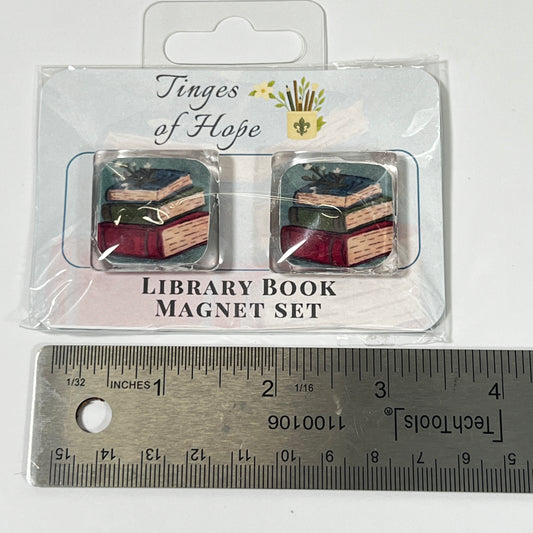 Tinges
of Hope
LIBRARY BOOK
MAGNET SET
1/32 INCHES 1 2 1/16 3 4
1100106 [TechTools]®
15 14 13 12 11 10 9 8 7 6 5